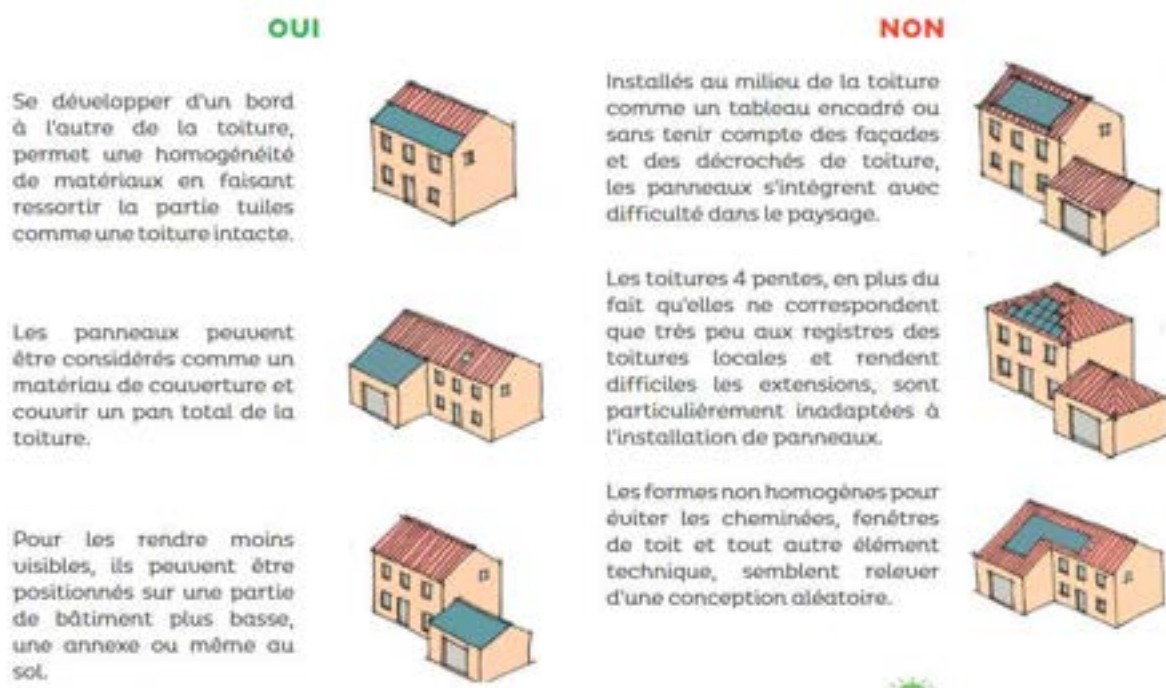 OUI
Se développer d'un bord
à l'autre de la toiture,
permet une homogénéité
de matériaux en faisant
ressortir la partie tuiles
comme une toiture intacte.
Les panneaux peuvent
être considérés comme un
matériau de couverture et
couvrir un pan total de la
toiture.
Pour les rendre moins
visibles, ils peuvent être
positionnés sur une partie
de bâtiment plus basse,
une annexe ou même au
sol.
NON
Installés au milieu de la toiture
comme un tableau encadré ou
sans tenir compte des façades
et des décrochés de toiture,
les panneaux s'intègrent avec
difficulté dans le paysage.
Les toitures 4 pentes, en plus du
fait qu'elles ne correspondent
que très peu aux registres des
toitures locales et rendent
difficiles les extensions, sont
particulièrement inadaptées à
l'installation de panneaux.
Les formes non homogènes pour
éviter les cheminées, fenêtres
de toit et tout autre élément
technique, semblent relever
d'une conception aléatoire.